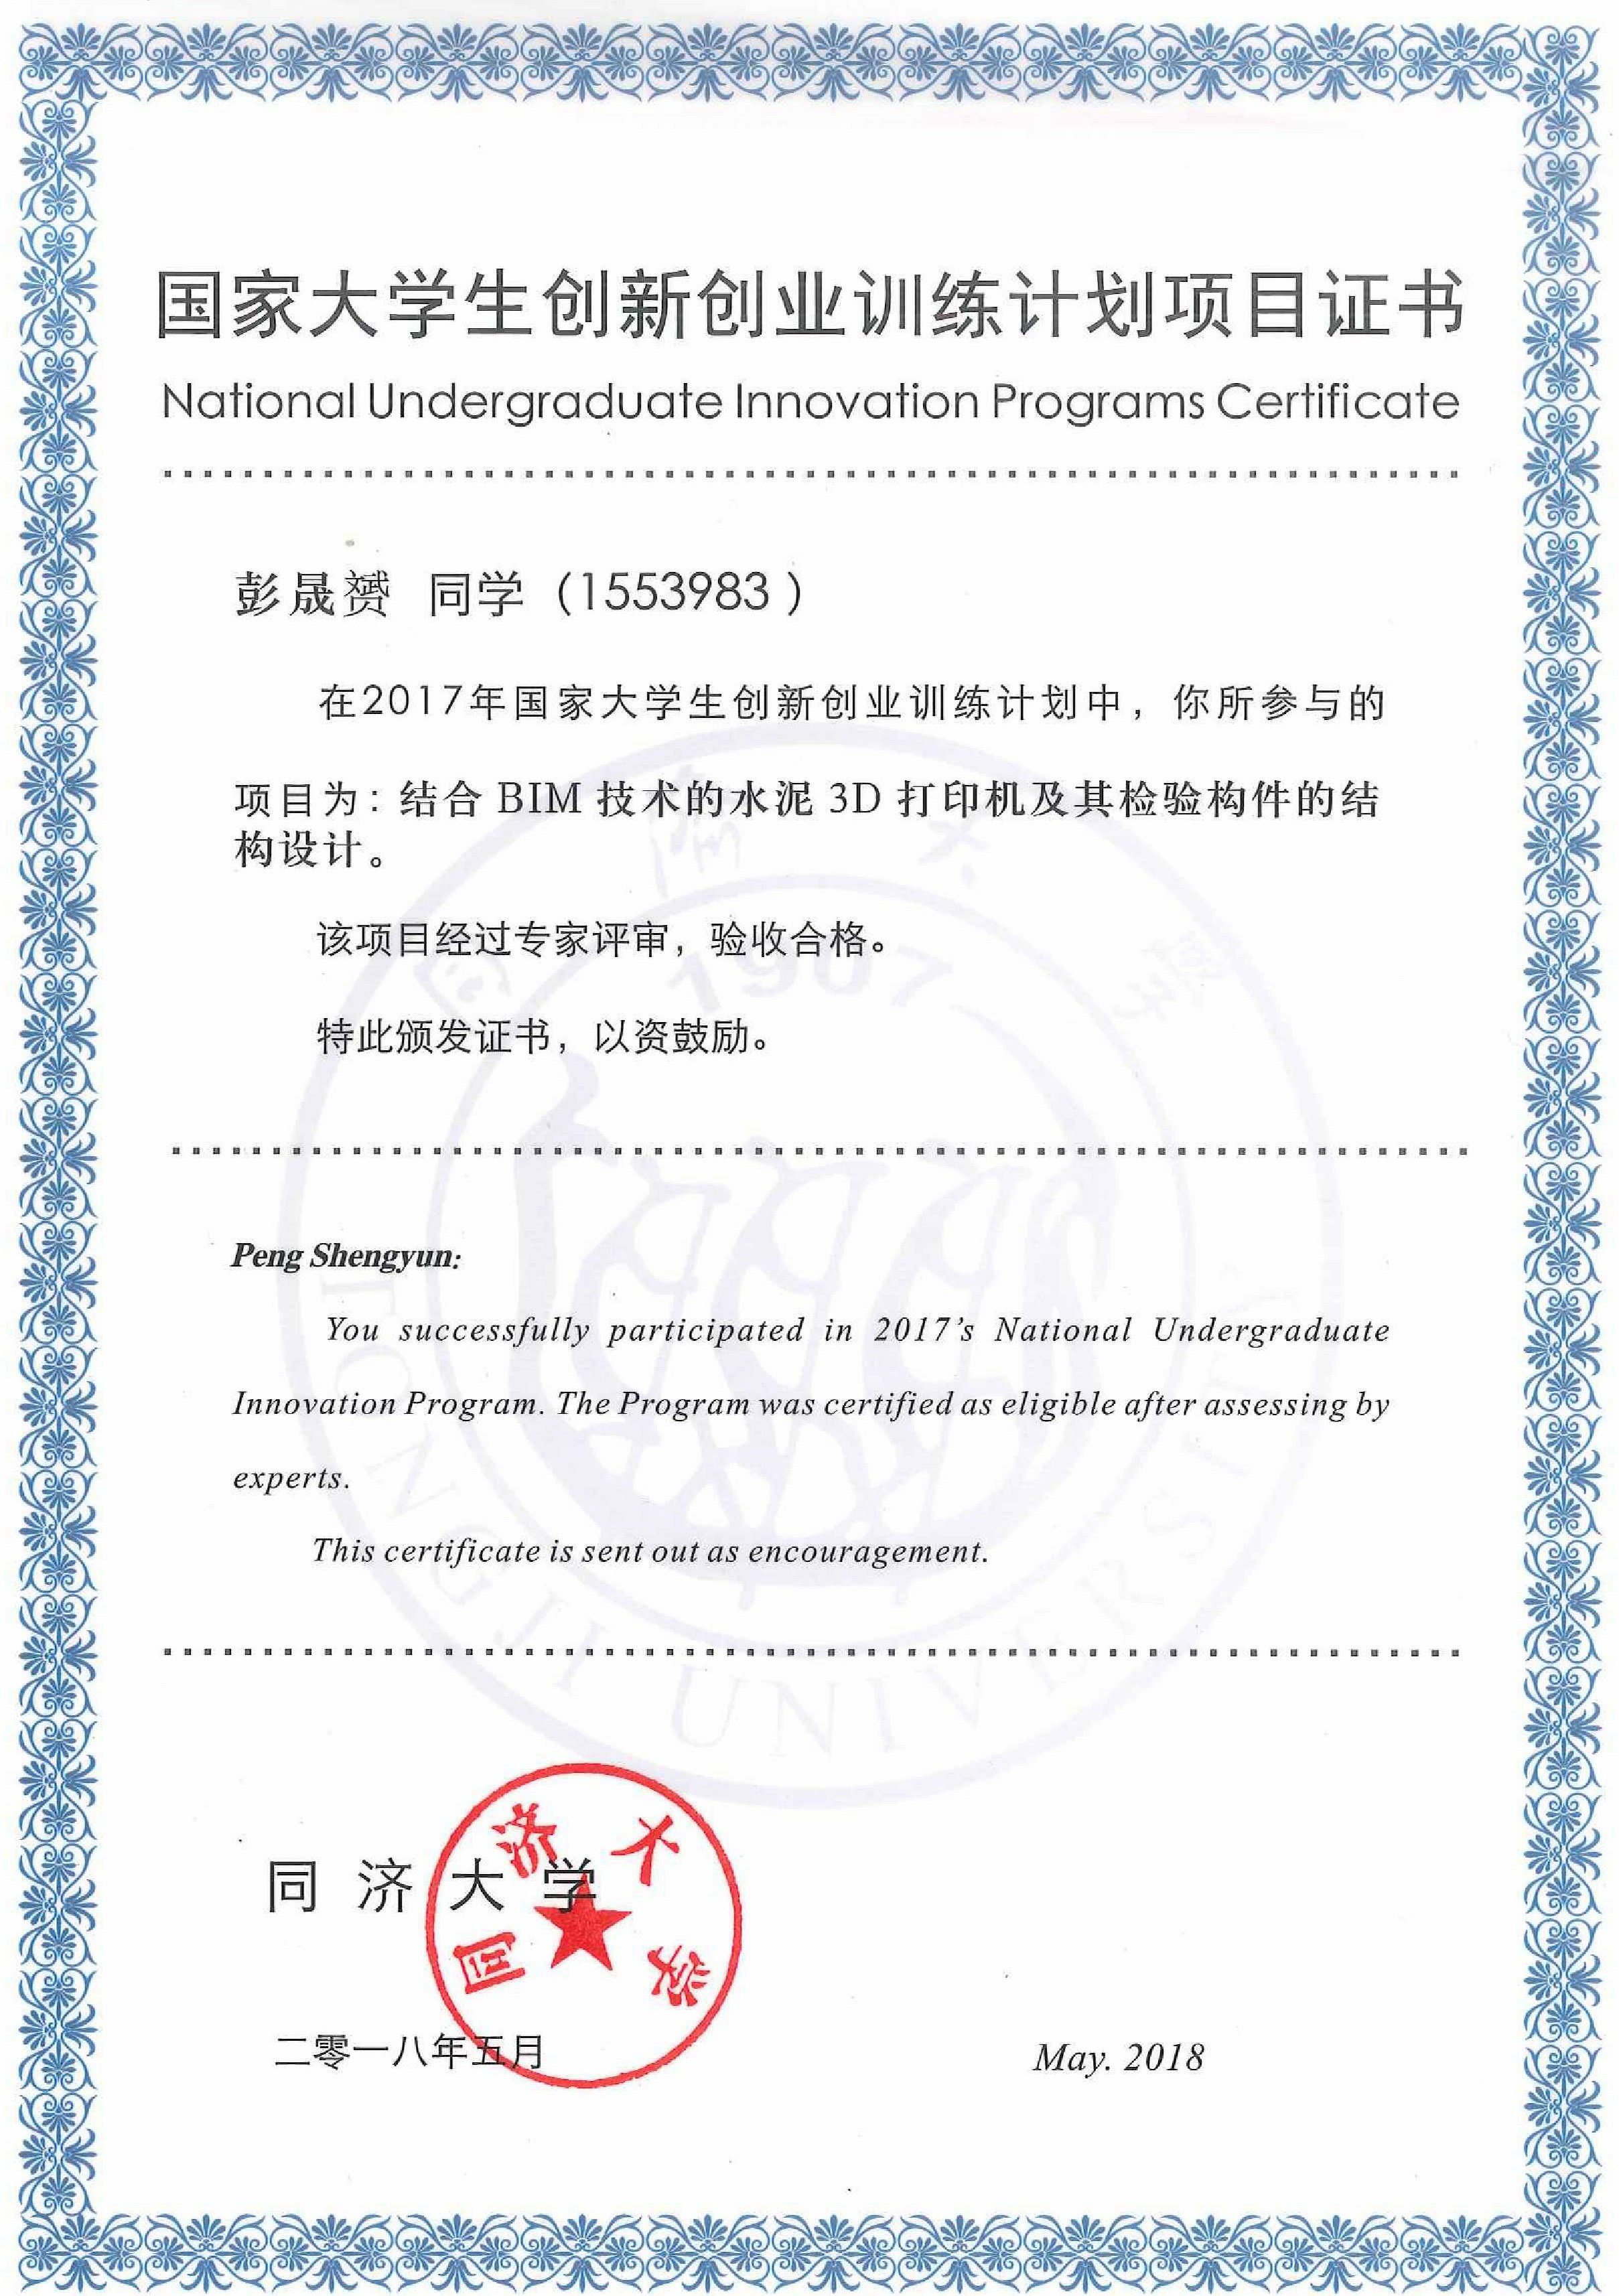 国家大学生创新创业训练计划项目证书
National Undergraduate Innovation Programs Certificate
彭晟赟 同学（1553983）
在2017年国家大学生创新创业训练计划中，你所参与的
项目为：结合 BIM 技术的水泥 3D 打印机及其检验构件的结
构设计。
该项目经过专家评审，验收合格。
特此颁发证书，以资鼓励。
同济大学
1907
TONGJI UNIVERSITY
Peng Shengyun:
You successfully participated in 2017’s National Undergraduate
Innovation Program. The Program was certified as eligible after assessing by
experts.
This certificate is sent out as encouragement.
同济大学
同济大学
二零一八年五月
May. 2018